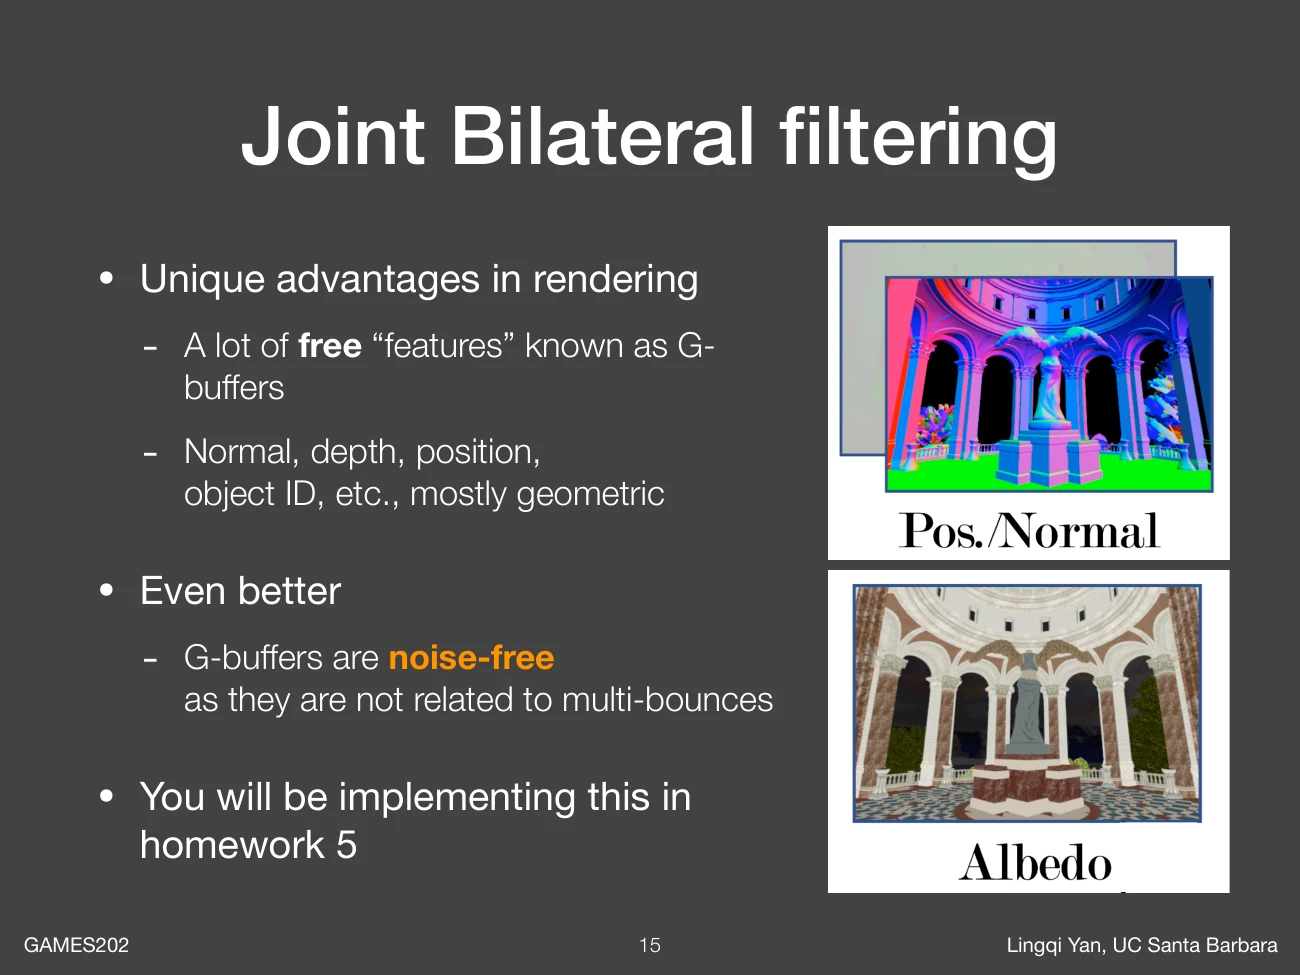 Joint Bilateral filtering
• Unique advantages in rendering
- A lot of free “features” known as G-
buffers
- Normal, depth, position,
object ID, etc., mostly geometric
• Even better
- G-buffers are noise-free
as they are not related to multi-bounces
• You will be implementing this in
homework 5
Pos./Normal
Albedo
GAMES202
15
Lingqi Yan, UC Santa Barbara